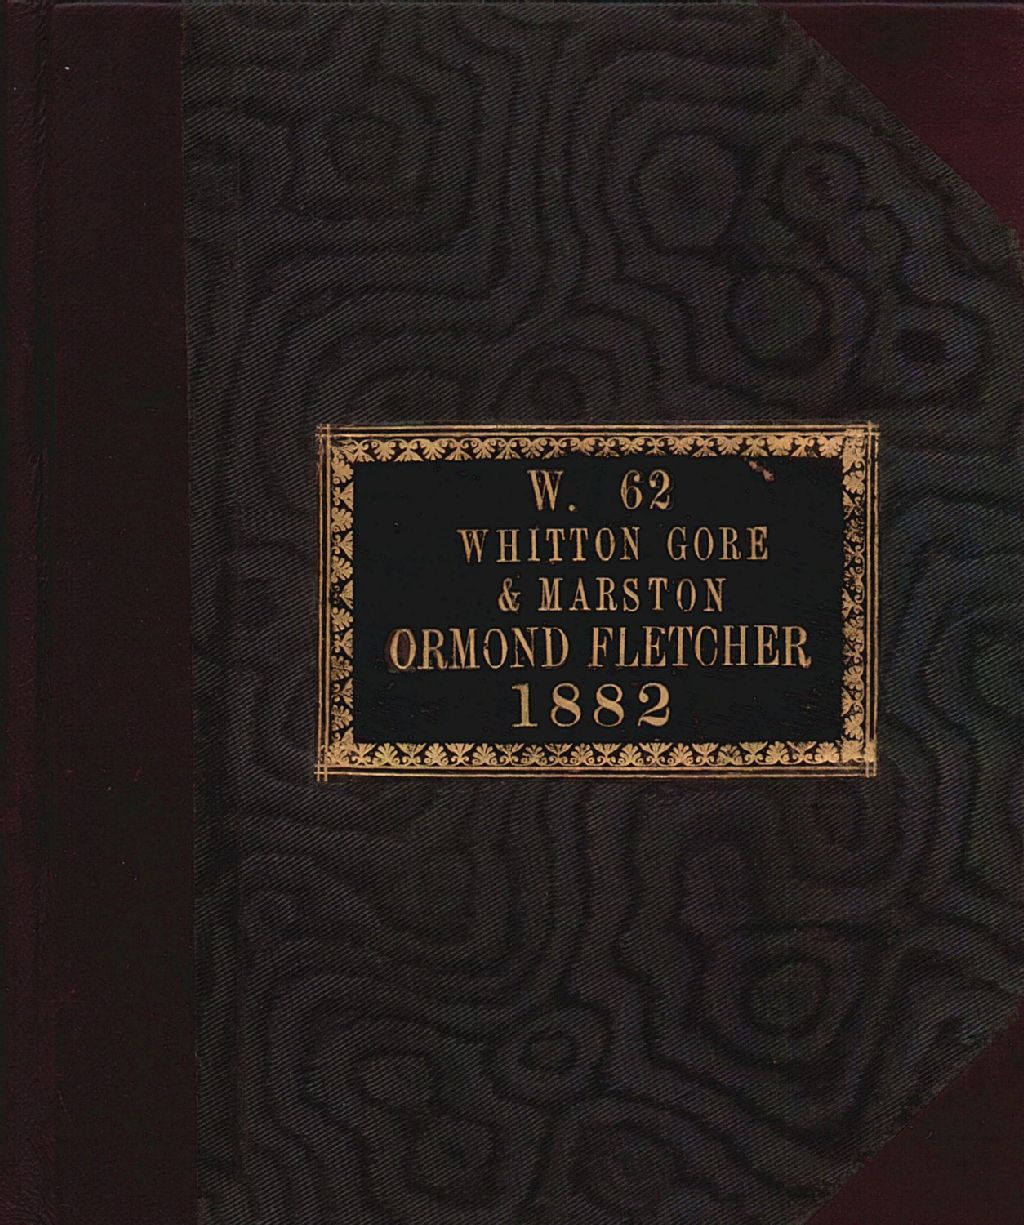 W. 62
WHITTON GORE
& MARSTON
ORMOND FLETCHER
1882